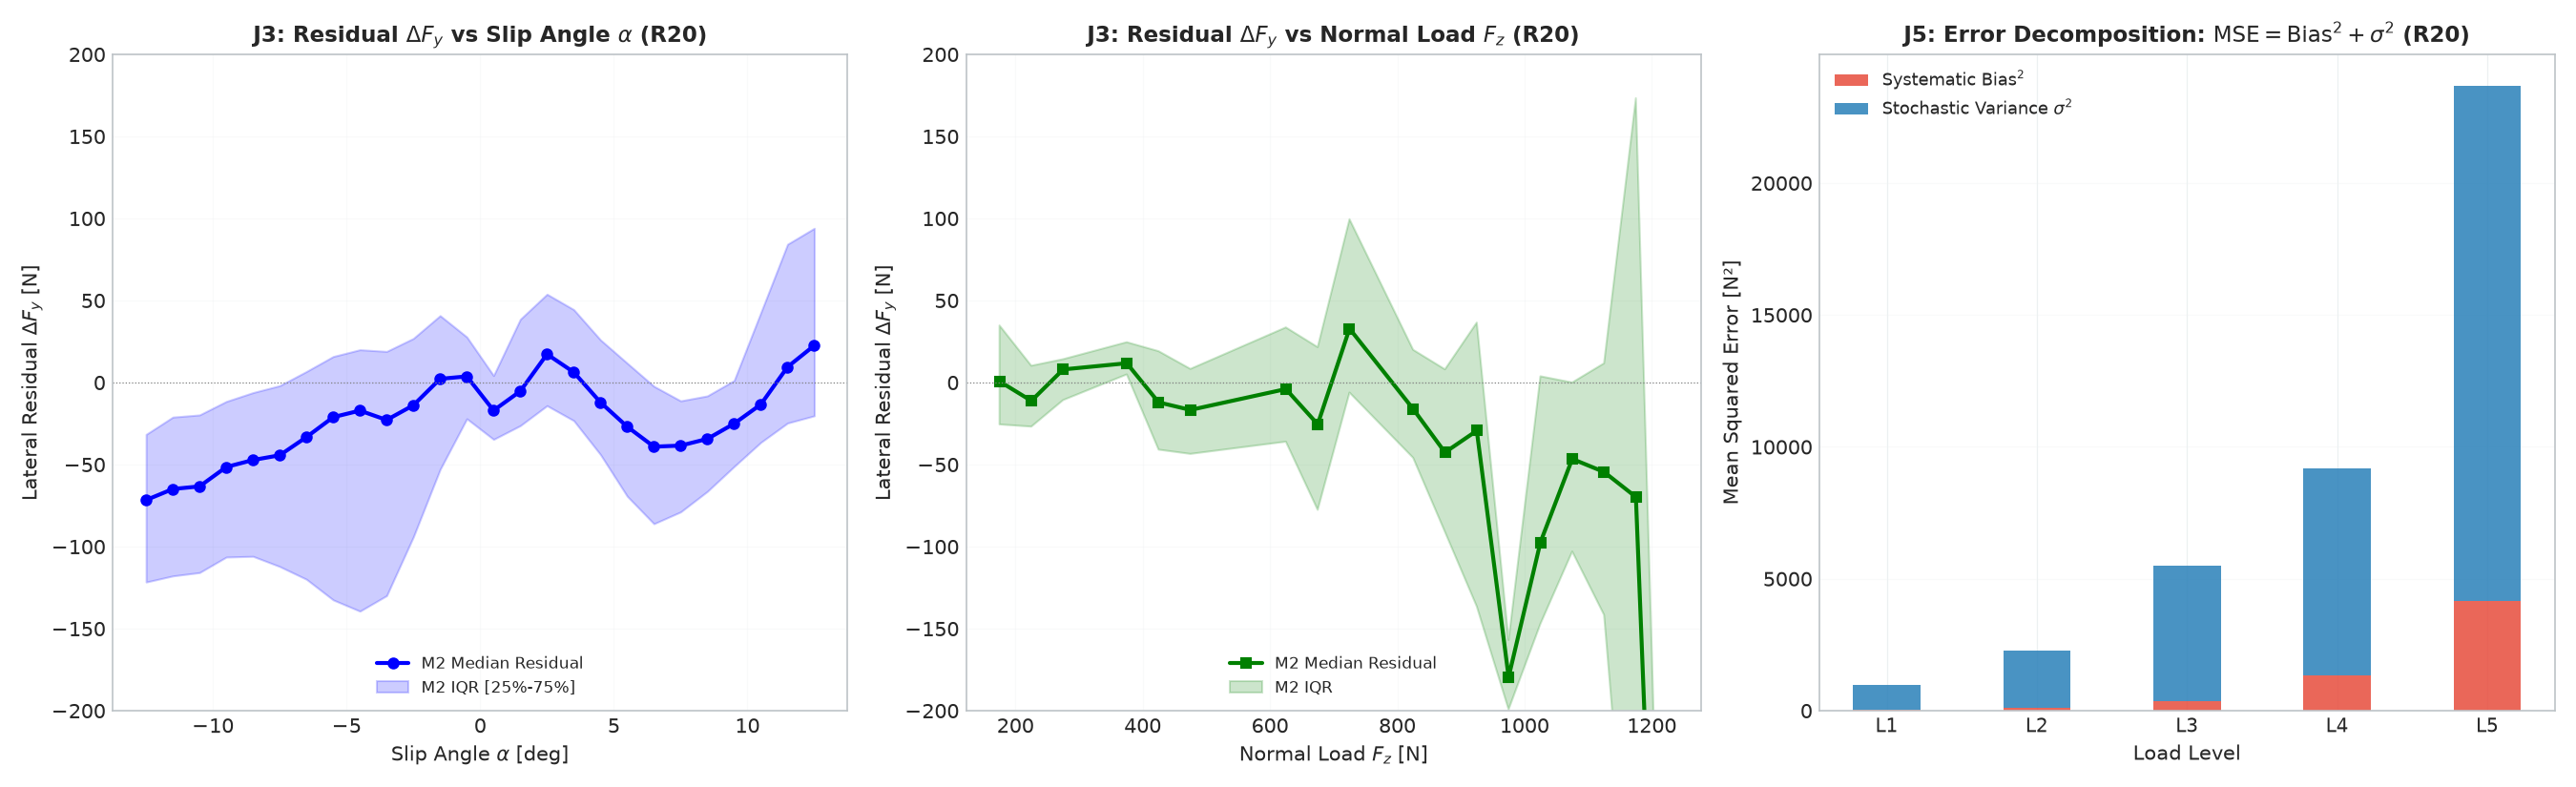 J3: Residual ΔF_y vs Slip Angle α (R20)
Lateral Residual ΔF_y [N]
200
150
100
50
0
−50
−100
−150
−200
M2 Median Residual
M2 IQR [25%-75%]
−10
−5
0
5
10
Slip Angle α [deg]
J3: Residual ΔF_y vs Normal Load F_z (R20)
Lateral Residual ΔF_y [N]
200
150
100
50
0
−50
−100
−150
−200
M2 Median Residual
M2 IQR
200
400
600
800
1000
1200
Normal Load F_z [N]
J5: Error Decomposition: MSE = Bias² + σ² (R20)
Mean Squared Error [N²]
Systematic Bias²
Stochastic Variance σ²
20000
15000
10000
5000
0
L1
L2
L3
L4
L5
Load Level